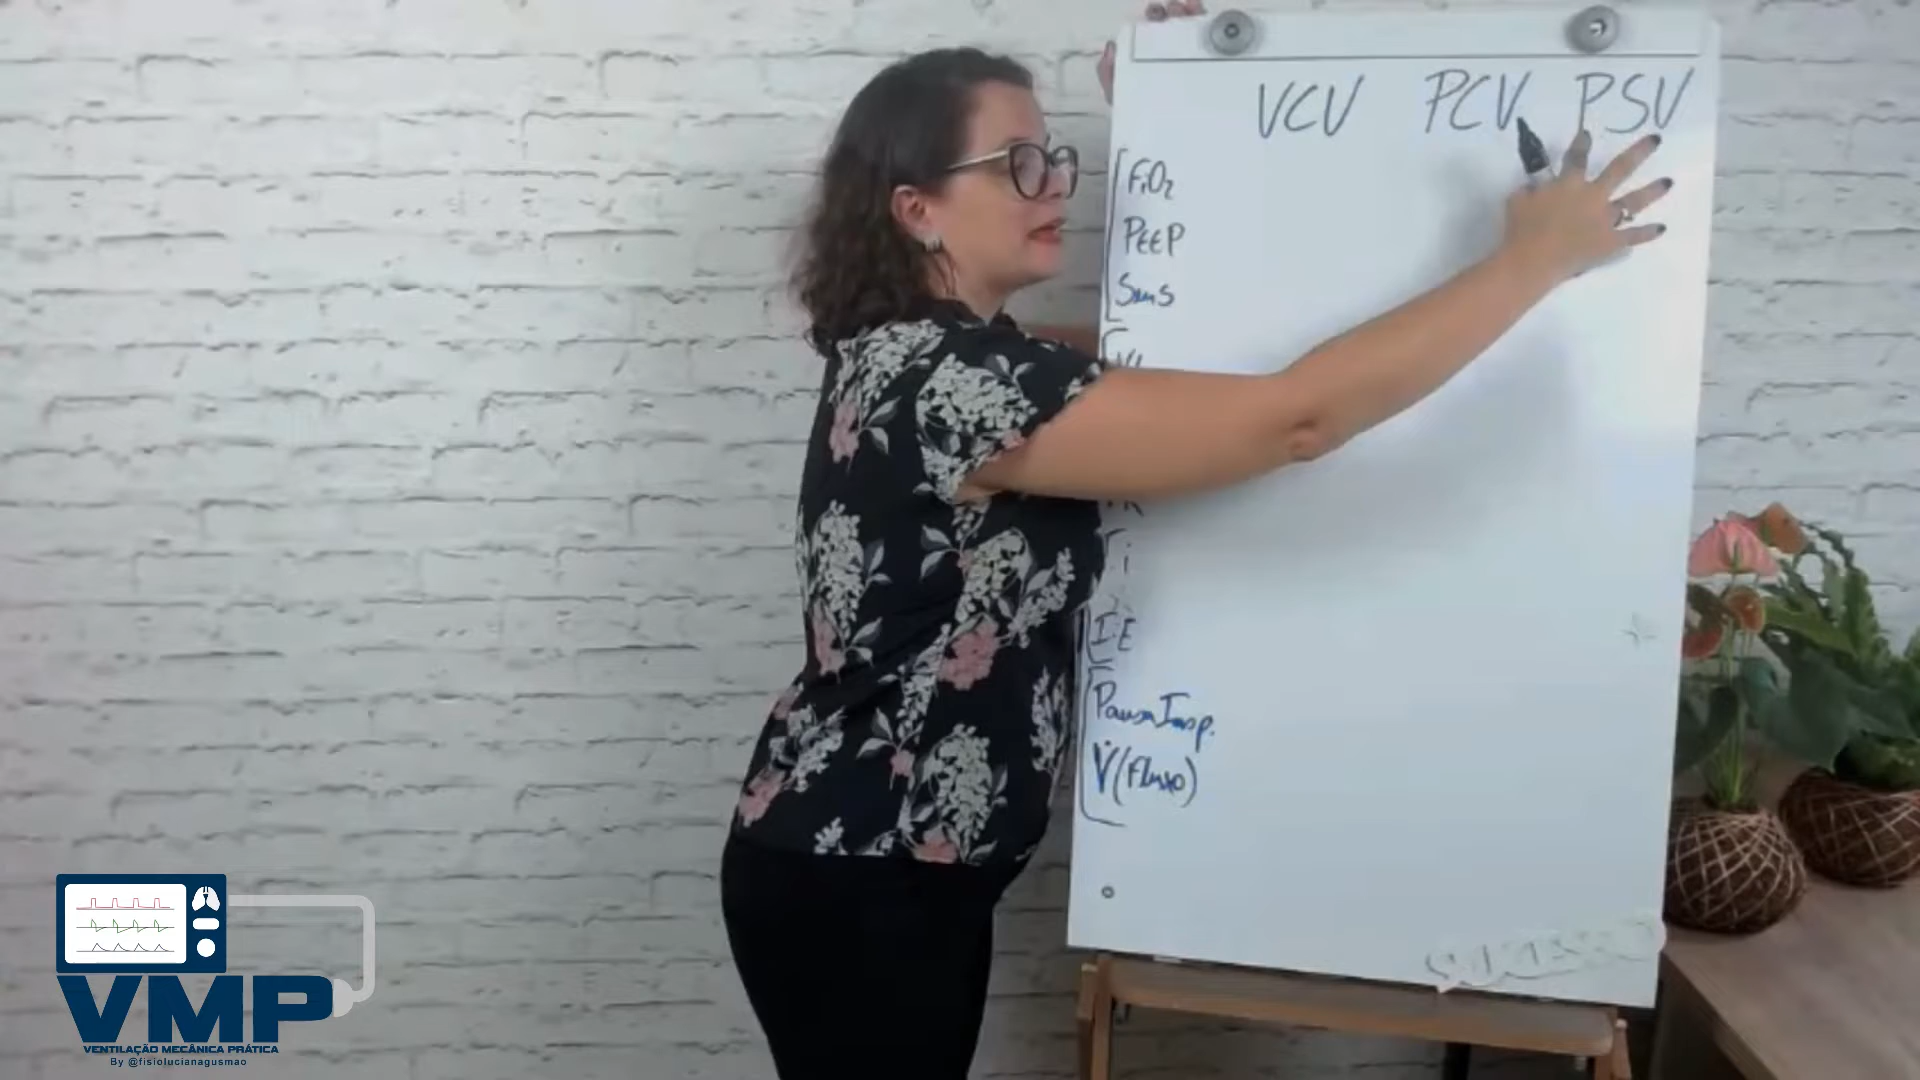 VCV PCV PSV
FiO2
PEEP
Sens
I:E
Pausa Insp.
V̇ (Fluxo)
VMP
VENTILAÇÃO MECÂNICA PRÁTICA
By @fisiolucianagusmao